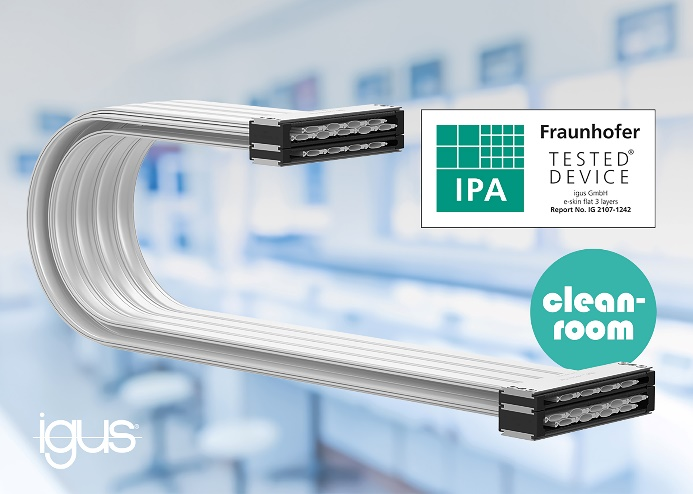 Fraunhofer
IPA
TESTED®
DEVICE
igus GmbH
e-skin flat 3 layers
Report No. IG 2107-1242
clean-
room
igus®